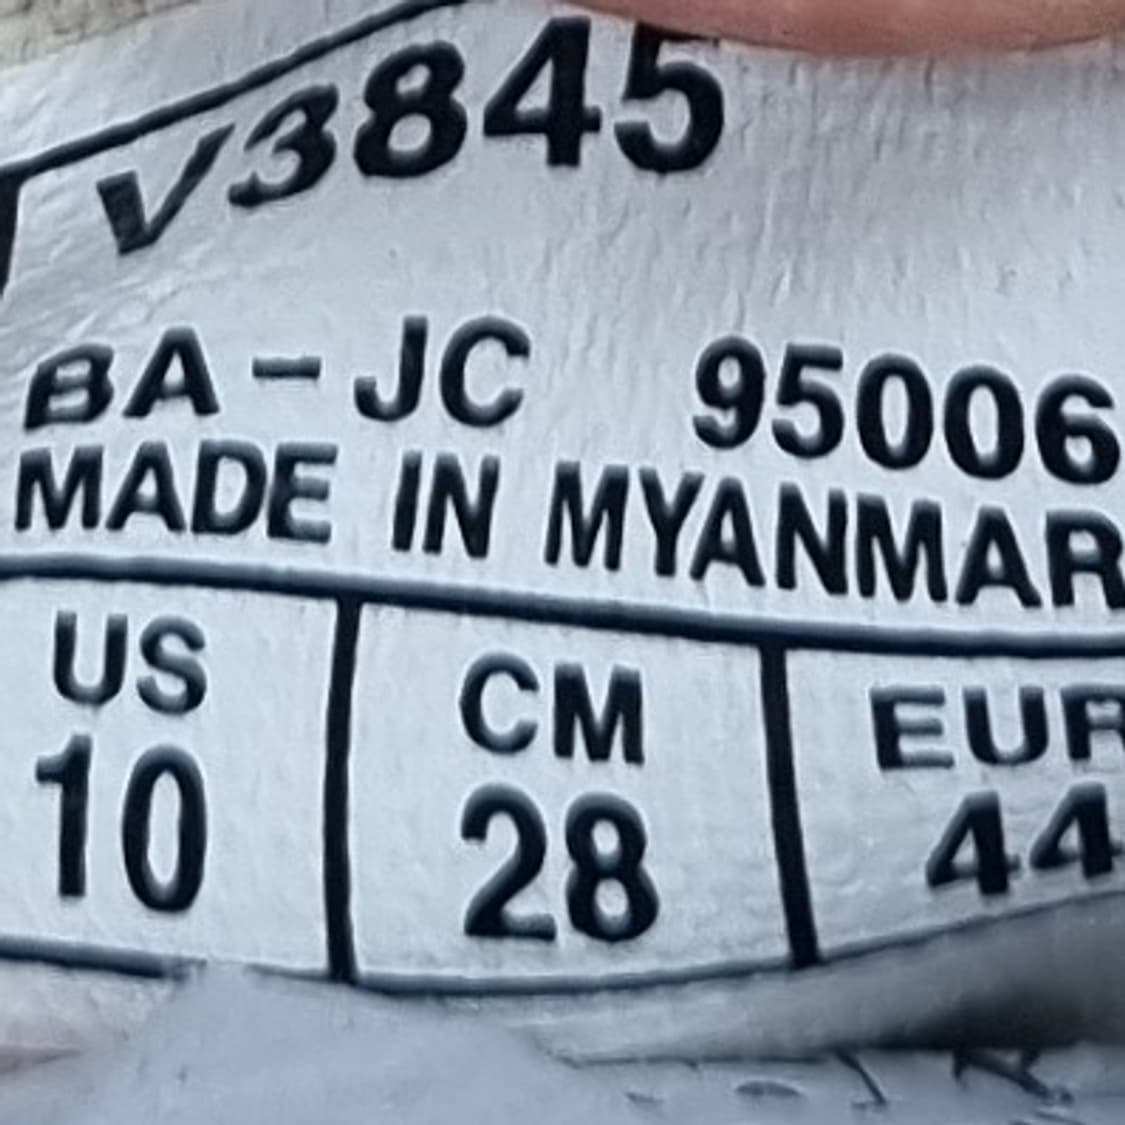 V3845
BA-JC 95006
MADE IN MYANMAR
US CM EUR
10 28 44